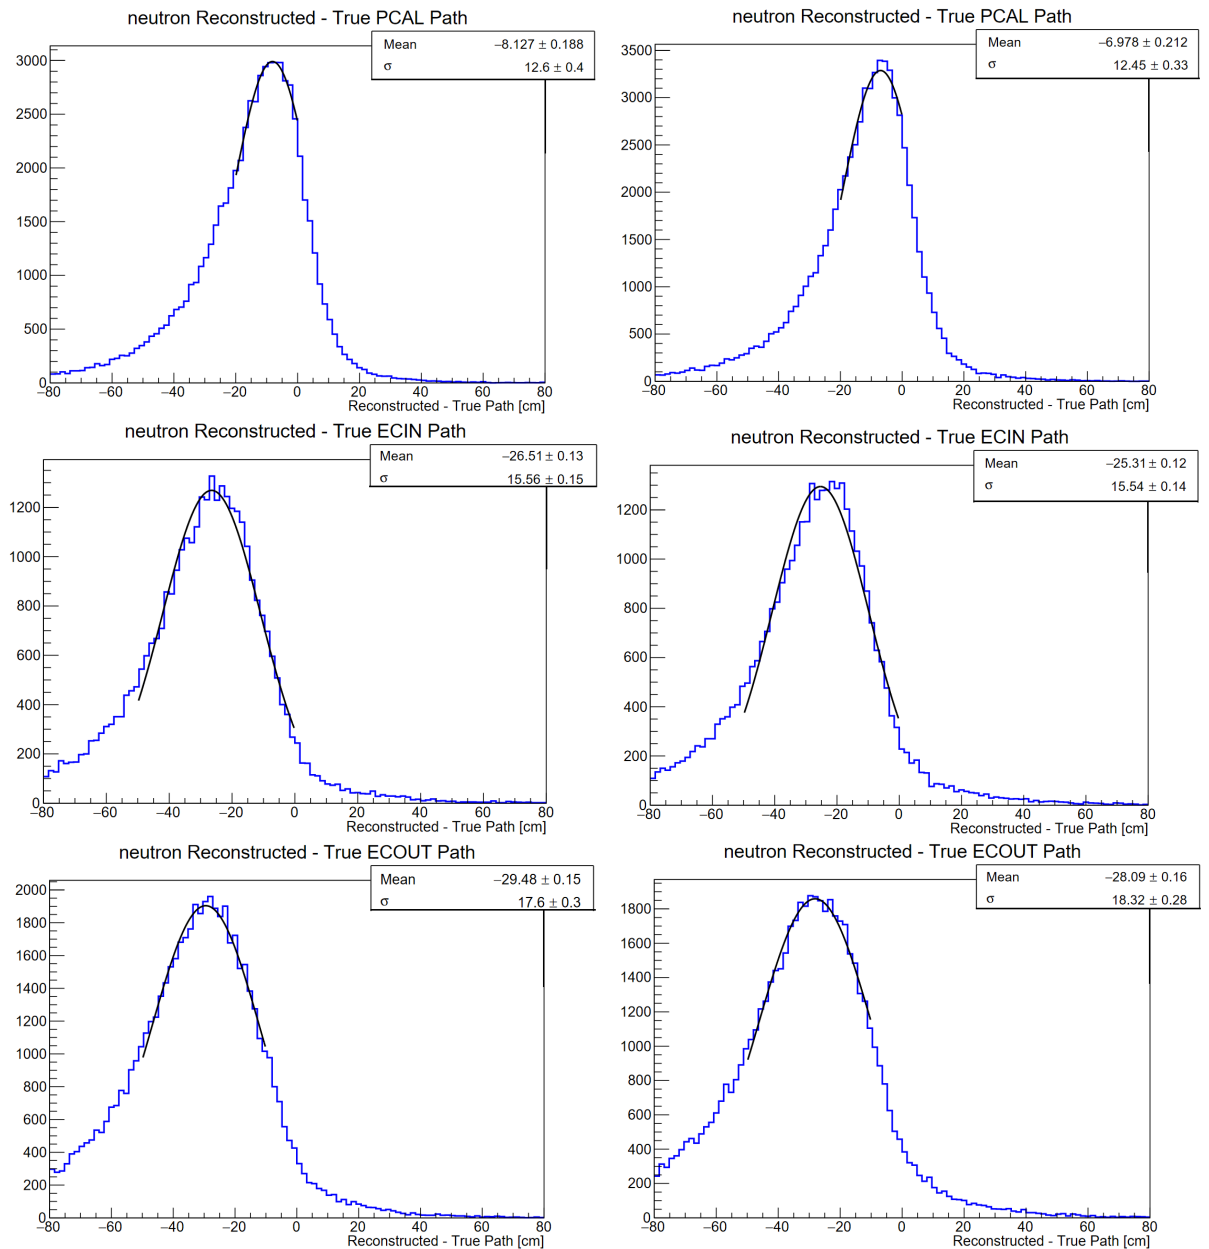 neutron Reconstructed - True PCAL Path
Mean −8.127 ± 0.188
σ 12.6 ± 0.4
3000
2500
2000
1500
1000
500
0
−80 −60 −40 −20 0 20 40 60 80
Reconstructed - True Path [cm]
neutron Reconstructed - True PCAL Path
Mean −6.978 ± 0.212
σ 12.45 ± 0.33
3500
3000
2500
2000
1500
1000
500
0
−80 −60 −40 −20 0 20 40 60 80
Reconstructed - True Path [cm]
neutron Reconstructed - True ECIN Path
Mean −26.51 ± 0.13
σ 15.56 ± 0.15
1200
1000
800
600
400
200
0
−80 −60 −40 −20 0 20 40 60 80
Reconstructed - True Path [cm]
neutron Reconstructed - True ECIN Path
Mean −25.31 ± 0.12
σ 15.54 ± 0.14
1200
1000
800
600
400
200
0
−80 −60 −40 −20 0 20 40 60 80
Reconstructed - True Path [cm]
neutron Reconstructed - True ECOUT Path
Mean −29.48 ± 0.15
σ 17.6 ± 0.3
2000
1800
1600
1400
1200
1000
800
600
400
200
0
−80 −60 −40 −20 0 20 40 60 80
Reconstructed - True Path [cm]
neutron Reconstructed - True ECOUT Path
Mean −28.09 ± 0.16
σ 18.32 ± 0.28
1800
1600
1400
1200
1000
800
600
400
200
0
−80 −60 −40 −20 0 20 40 60 80
Reconstructed - True Path [cm]